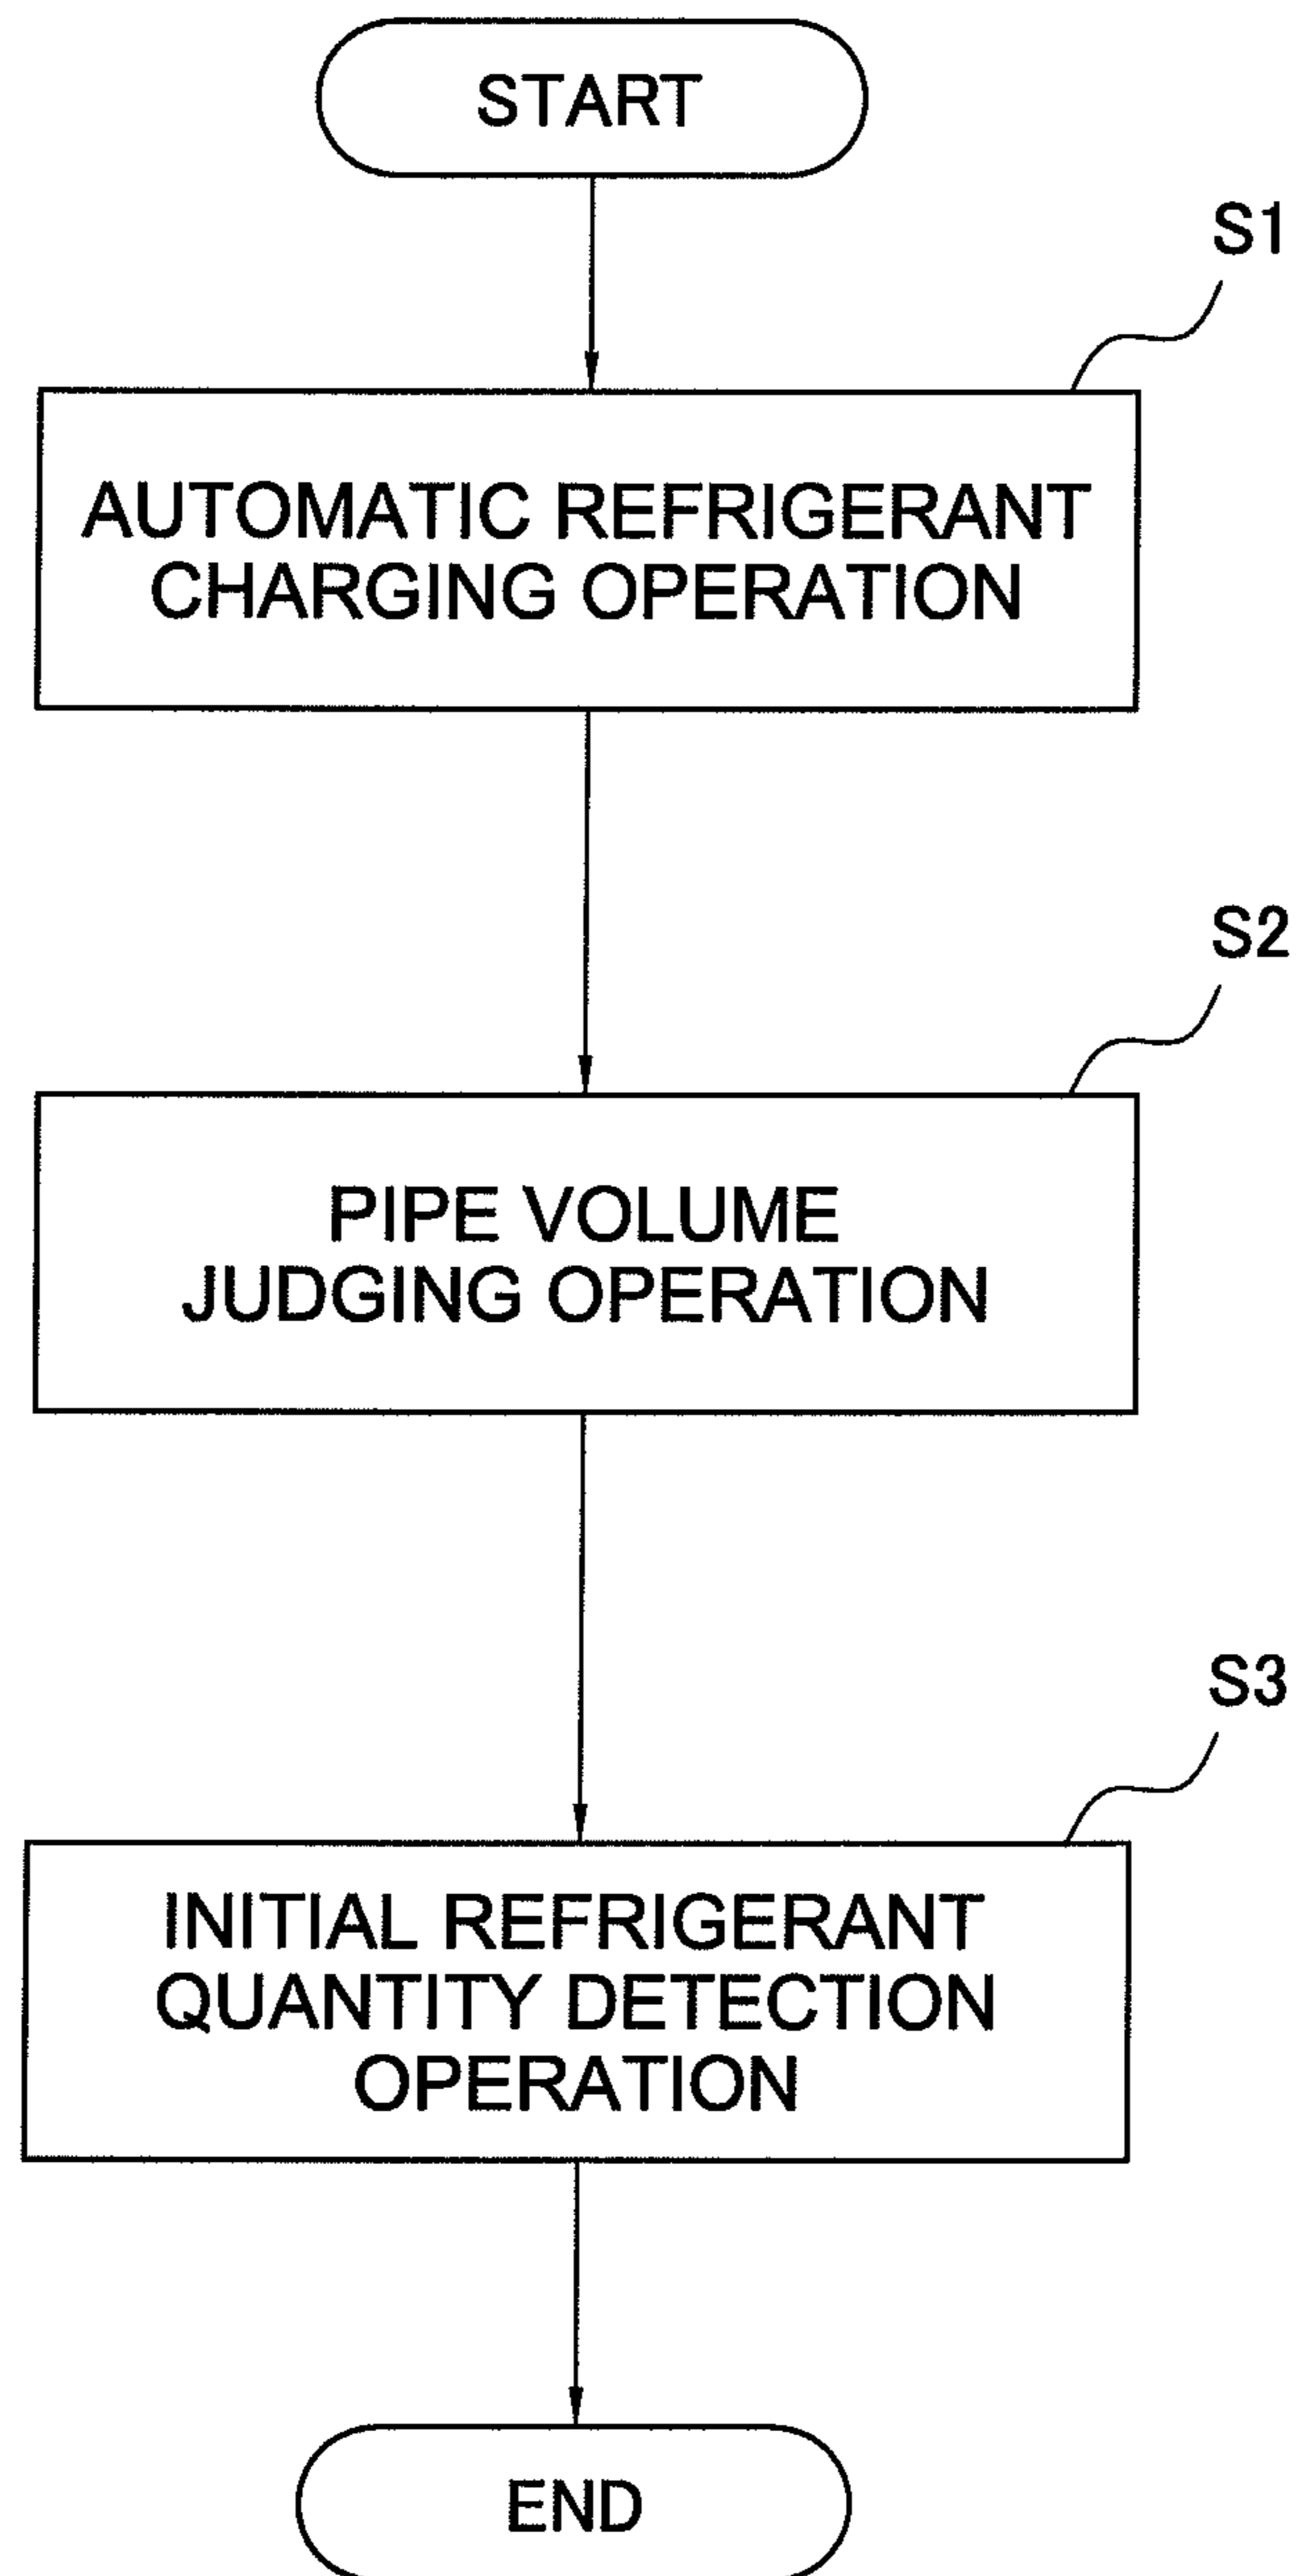 START
S1
AUTOMATIC REFRIGERANT
CHARGING OPERATION
S2
PIPE VOLUME
JUDGING OPERATION
S3
INITIAL REFRIGERANT
QUANTITY DETECTION
OPERATION
END